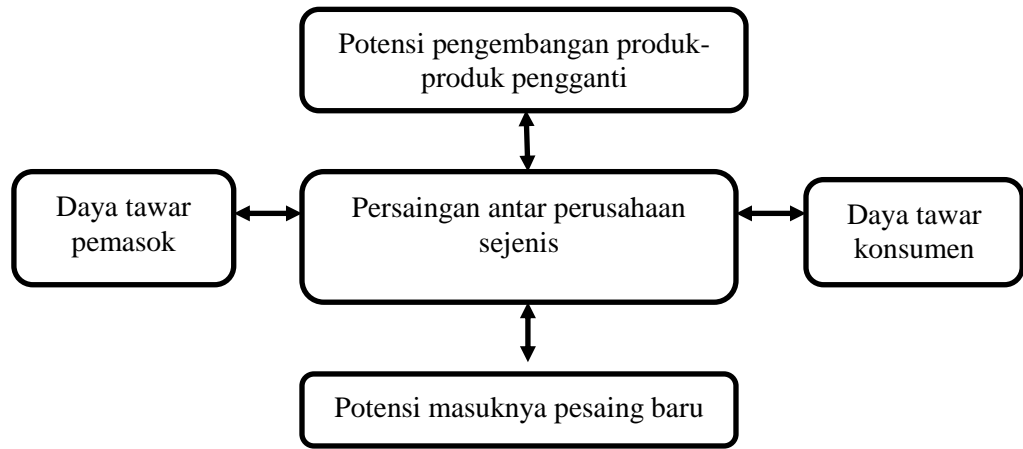 Potensi pengembangan produk-
produk pengganti
Daya tawar
pemasok
Persaingan antar perusahaan
sejenis
Daya tawar
konsumen
Potensi masuknya pesaing baru